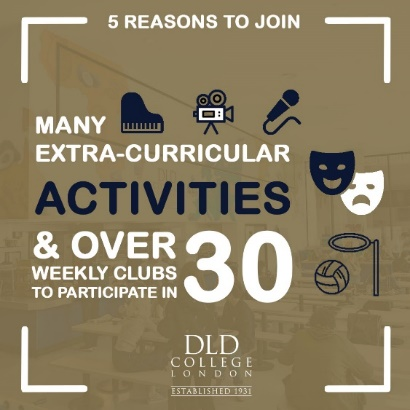 5 REASONS TO JOIN
MANY
EXTRA-CURRICULAR
ACTIVITIES
& OVER
WEEKLY CLUBS
TO PARTICIPATE IN
30
DLD
COLLEGE
LONDON
ESTABLISHED 1931